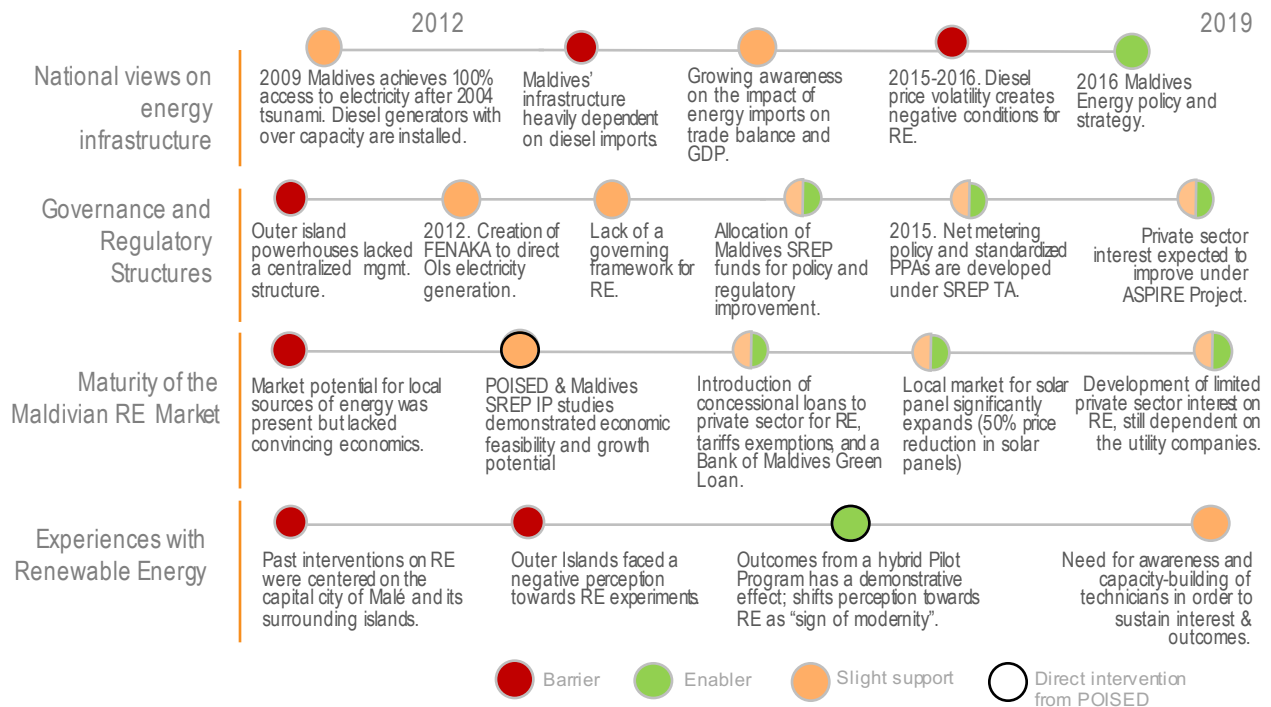 2012
2019
National views on
energy
infrastructure
2009 Maldives achieves 100%
access to electricity after 2004
tsunami. Diesel generators with
over capacity are installed.
Maldives'
infrastructure
heavily dependent
on diesel imports.
Growing awareness
on the impact of
energy imports on
trade balance and
GDP.
2015-2016. Diesel
price volatility creates
negative conditions for
RE.
2016 Maldives
Energy policy and
strategy.
Governance and
Regulatory
Structures
Outer island
powerhouses lacked
a centralized mgmt.
structure.
2012. Creation of
FENAKA to direct
OIs electricity
generation.
Lack of a
governing
framework for
RE.
Allocation of
Maldives SREP
funds for policy and
regulatory
improvement.
2015. Net metering
policy and standardized
PPAs are developed
under SREP TA.
Private sector
interest expected to
improve under
ASPIRE Project.
Maturity of the
Maldivian RE Market
Market potential for local
sources of energy was
present but lacked
convincing economics.
POISED & Maldives
SREP IP studies
demonstrated economic
feasibility and growth
potential
Introduction of
concessional loans to
private sector for RE,
tariffs exemptions, and a
Bank of Maldives Green
Loan.
Local market for solar
panel significantly
expands (50% price
reduction in solar
panels)
Development of limited
private sector interest on
RE, still dependent on
the utility companies.
Experiences with
Renewable Energy
Past interventions on RE
were centered on the
capital city of Malé and its
surrounding islands.
Outer Islands faced a
negative perception
towards RE experiments.
Outcomes from a hybrid Pilot
Program has a demonstrative
effect; shifts perception towards
RE as “sign of modernity”.
Need for awareness and
capacity-building of
technicians in order to
sustain interest &
outcomes.
Barrier
Enabler
Slight support
Direct intervention
from POISED